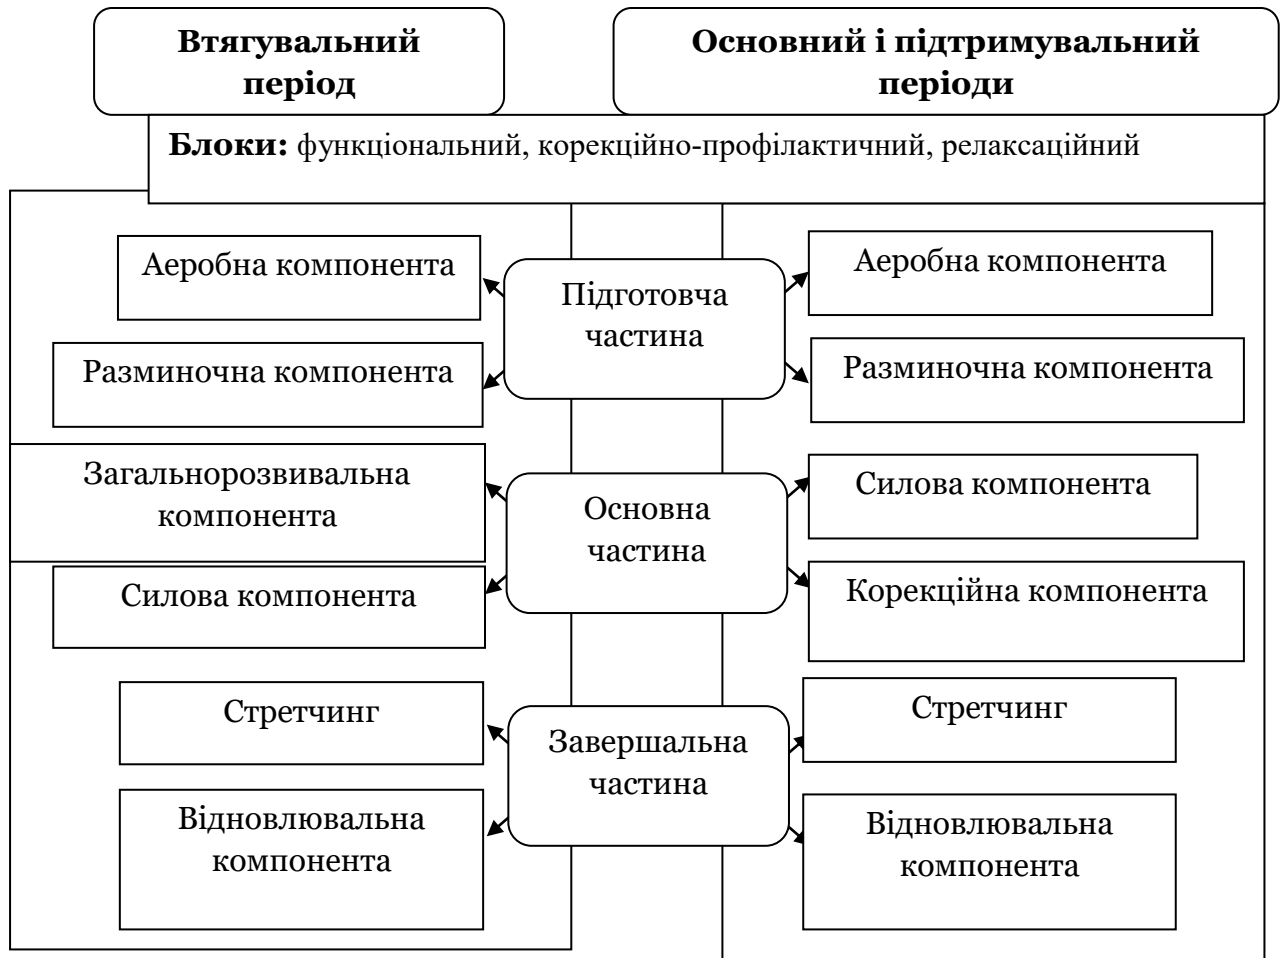 Втягувальний
період
Основний і підтримувальний
періоди
Блоки: функціональний, корекційно-профілактичний, релаксаційний
Аеробна компонента
Підготовча
частина
Аеробна компонента
Разминочна компонента
Разминочна компонента
Загальнорозвивальна
компонента
Основна
частина
Силова компонента
Силова компонента
Корекційна компонента
Стретчинг
Завершальна
частина
Стретчинг
Відновлювальна
компонента
Відновлювальна
компонента